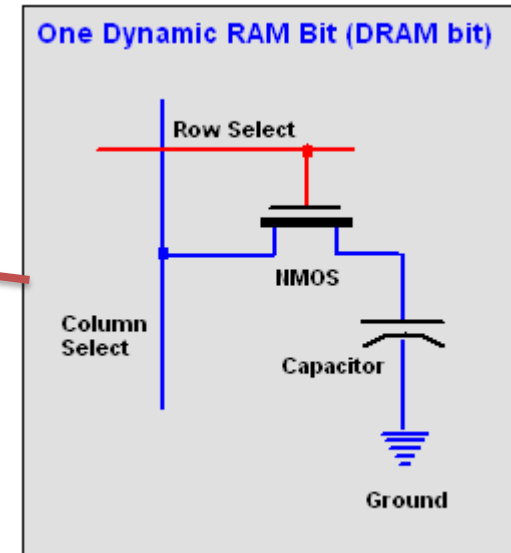 One Dynamic RAM Bit (DRAM bit)
Row Select
NMOS
Column
Select
Capacitor
Ground